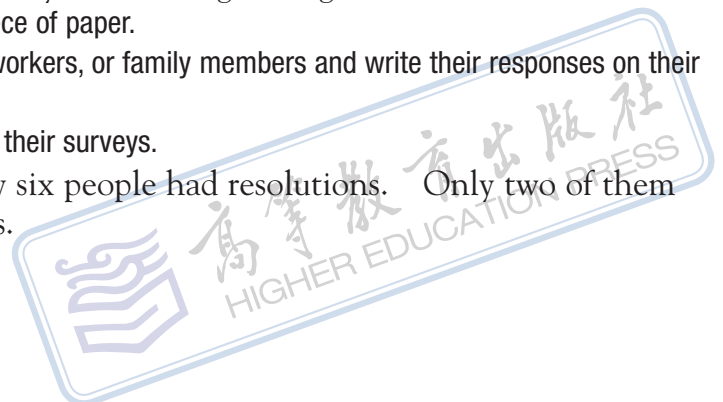 ce of paper.
workers, or family members and write their responses on their
their surveys.
y six people had resolutions. Only two of them
s.
高等教育出版社
HIGHER EDUCATION PRESS